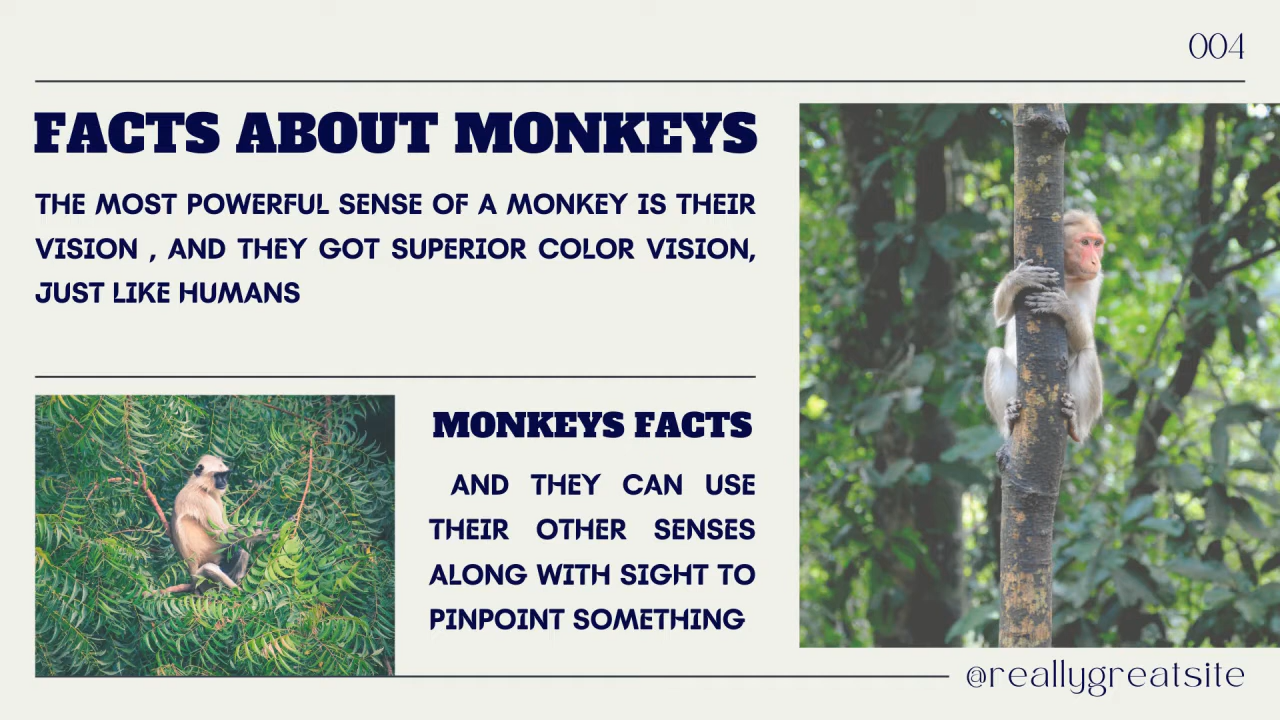 004
FACTS ABOUT MONKEYS
THE MOST POWERFUL SENSE OF A MONKEY IS THEIR
VISION , AND THEY GOT SUPERIOR COLOR VISION,
JUST LIKE HUMANS
MONKEYS FACTS
AND THEY CAN USE
THEIR OTHER SENSES
ALONG WITH SIGHT TO
PINPOINT SOMETHING
@reallygreatsite